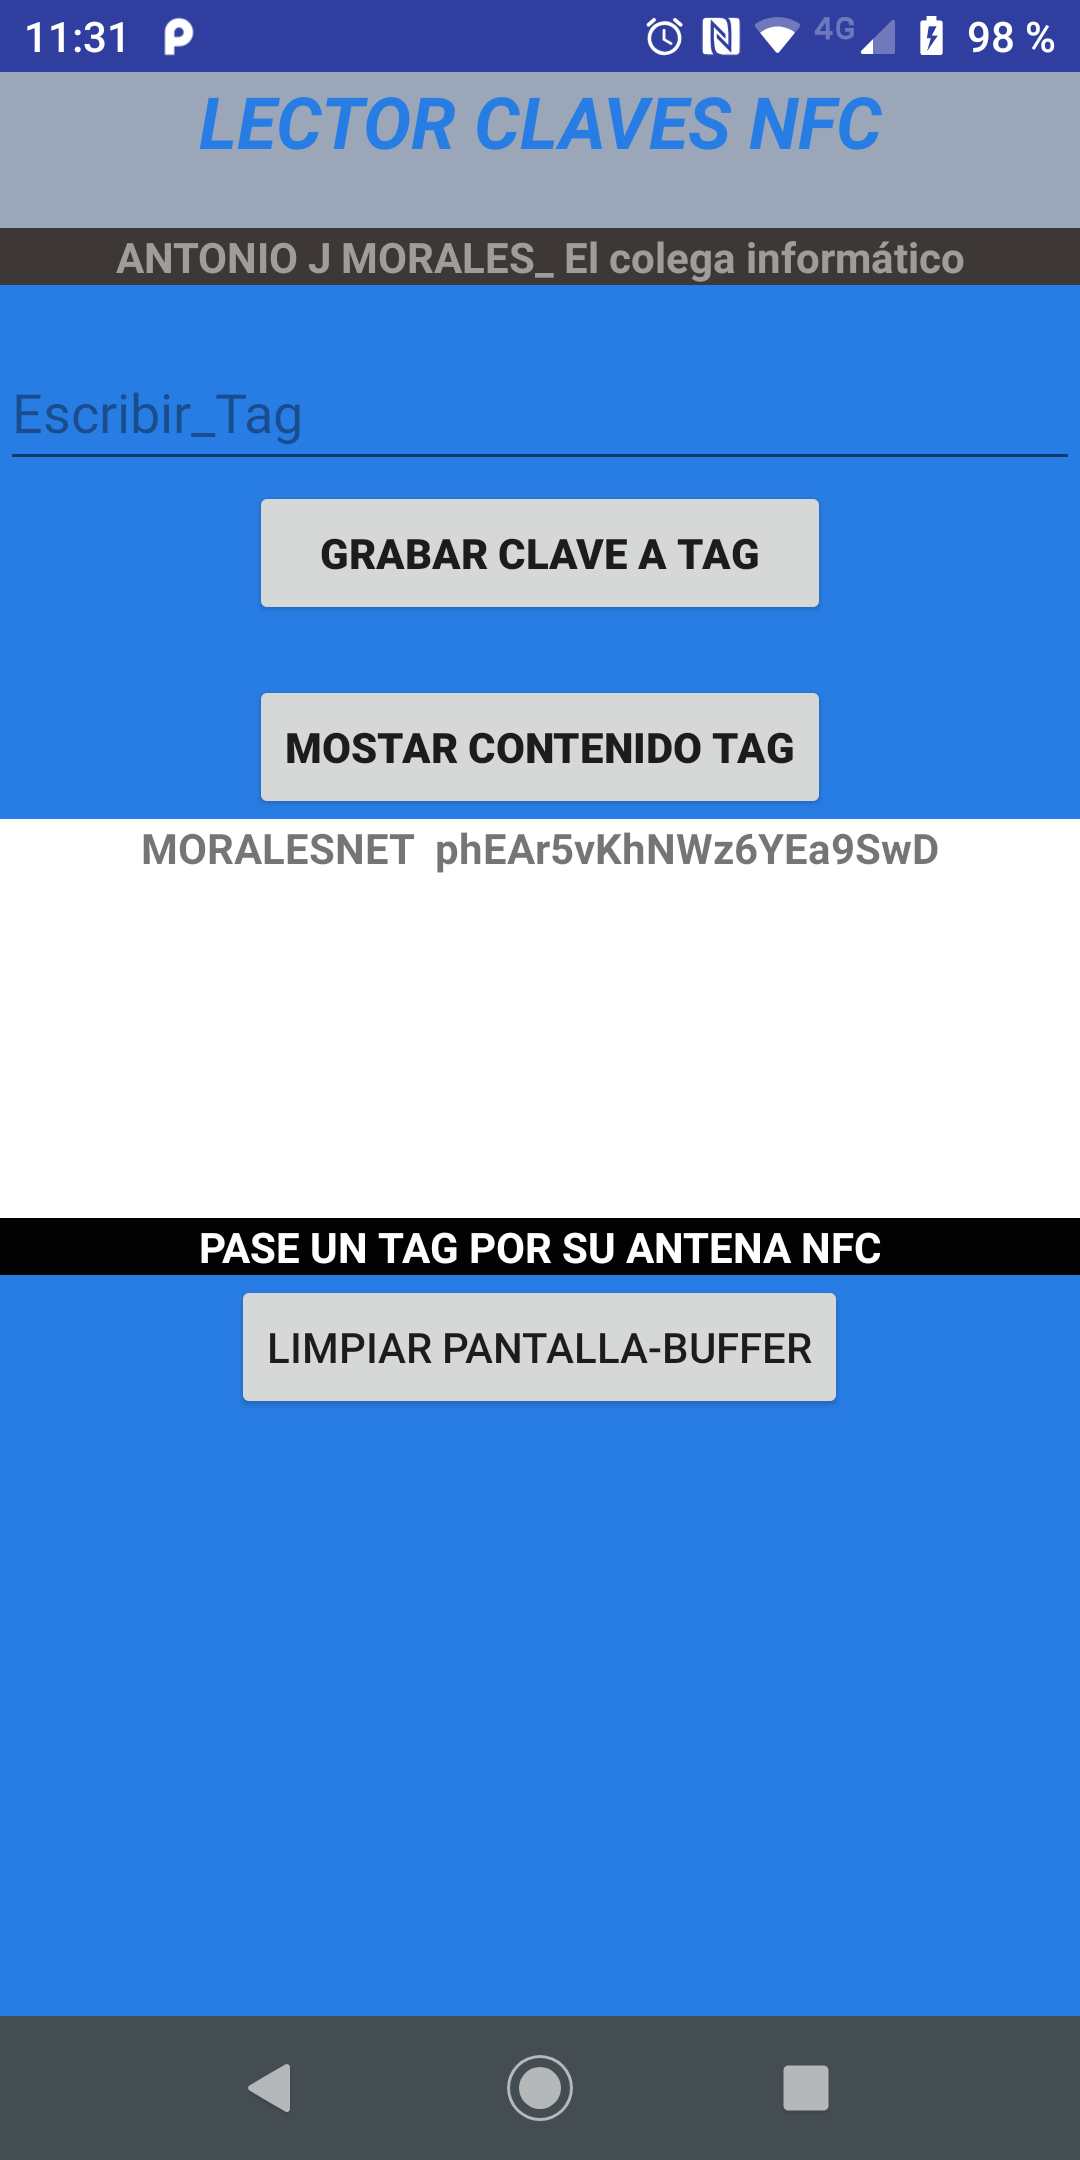 11:31 4G 98 %
LECTOR CLAVES NFC
ANTONIO J MORALES_ El colega informático
Escribir_Tag
GRABAR CLAVE A TAG
MOSTAR CONTENIDO TAG
MORALESNET phEAr5vKhNWz6YEa9SwD
PASE UN TAG POR SU ANTENA NFC
LIMPIAR PANTALLA-BUFFER